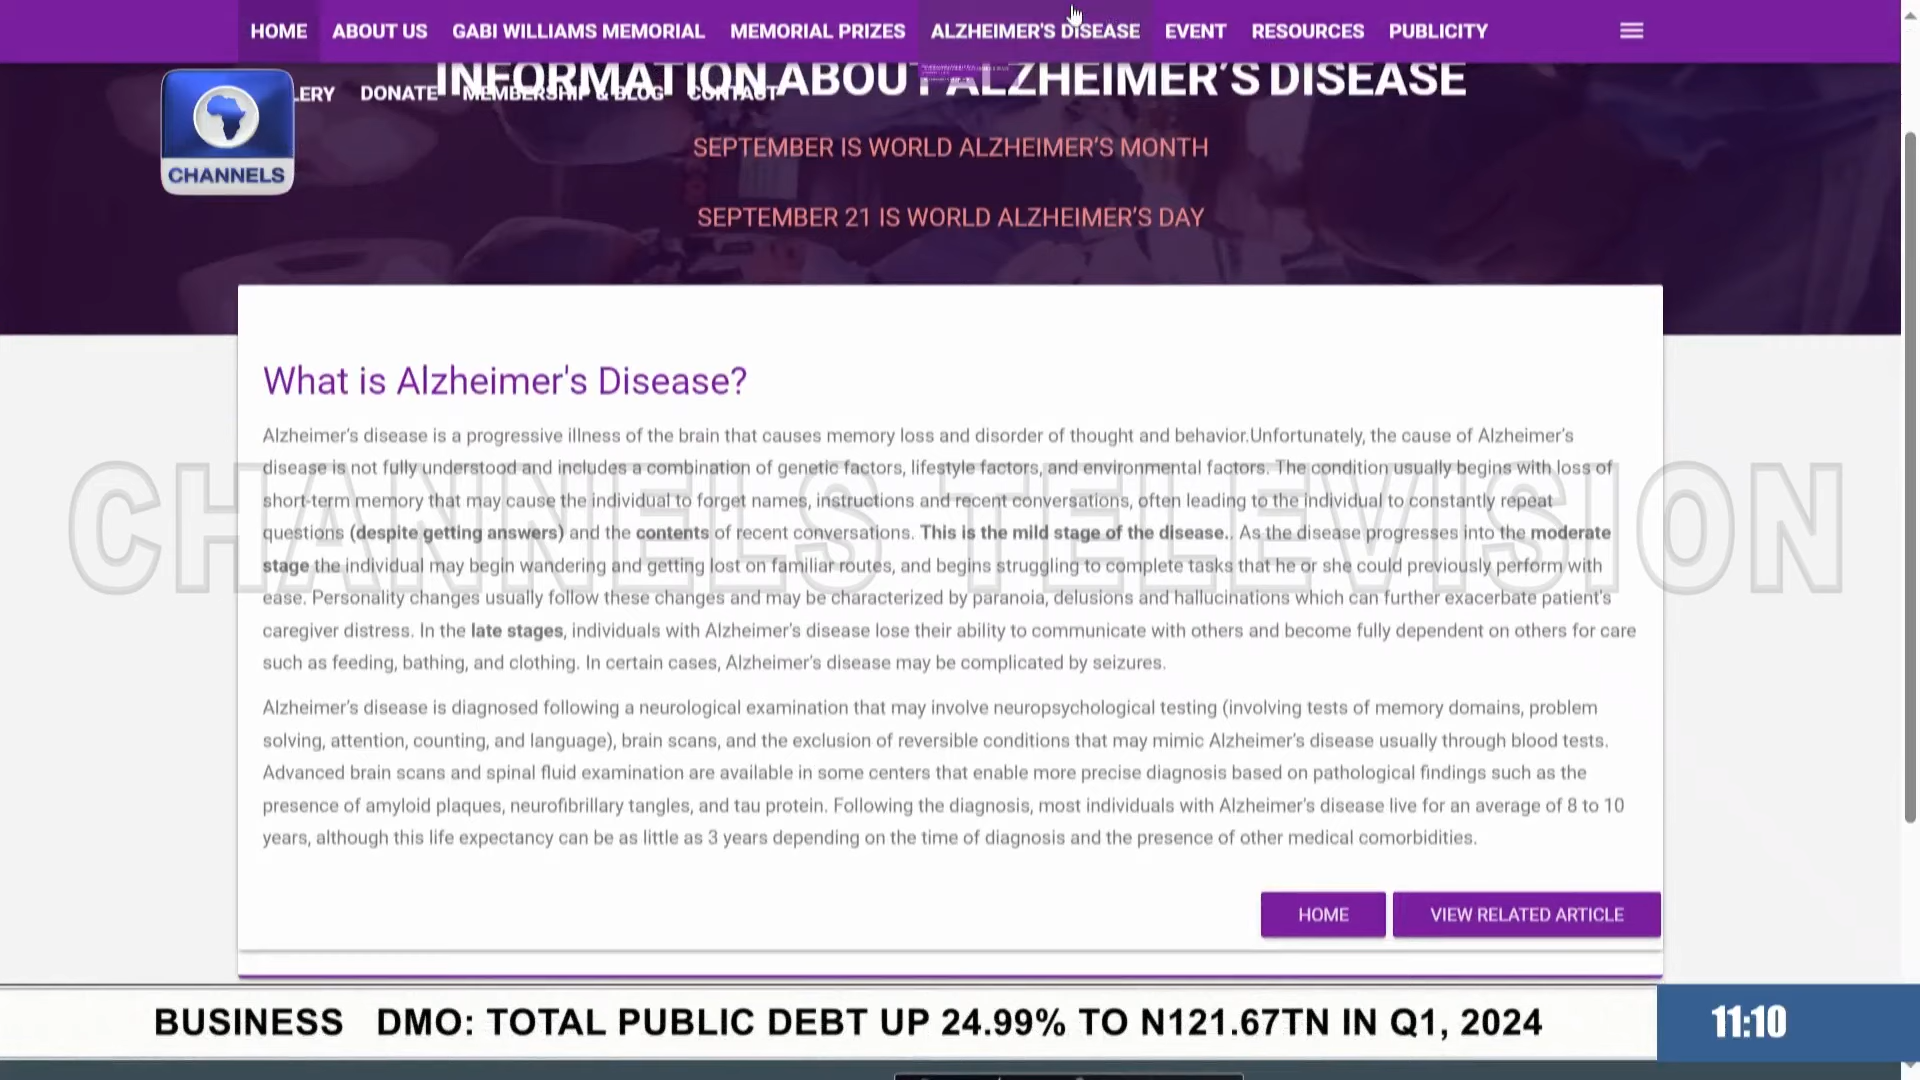 HOME ABOUT US GABI WILLIAMS MEMORIAL MEMORIAL PRIZES ALZHEIMER'S DISEASE EVENT RESOURCES PUBLICITY
INFORMATION ABOUT ALZHEIMER'S DISEASE
LERY DONATE MEMBERSHIP & BLOG CONTACT
CHANNELS
SEPTEMBER IS WORLD ALZHEIMER'S MONTH
SEPTEMBER 21 IS WORLD ALZHEIMER'S DAY
What is Alzheimer's Disease?
Alzheimer's disease is a progressive illness of the brain that causes memory loss and disorder of thought and behavior.Unfortunately, the cause of Alzheimer's
disease is not fully understood and includes a combination of genetic factors, lifestyle factors, and environmental factors. The condition usually begins with loss of
short-term memory that may cause the individual to forget names, instructions and recent conversations, often leading to the individual to constantly repeat
questions (despite getting answers) and the contents of recent conversations. This is the mild stage of the disease.. As the disease progresses into the moderate
stage the individual may begin wandering and getting lost on familiar routes, and begins struggling to complete tasks that he or she could previously perform with
ease. Personality changes usually follow these changes and may be characterized by paranoia, delusions and hallucinations which can further exacerbate patient's
caregiver distress. In the late stages, individuals with Alzheimer's disease lose their ability to communicate with others and become fully dependent on others for care
such as feeding, bathing, and clothing. In certain cases, Alzheimer's disease may be complicated by seizures.
CHANNELS TELEVISION
Alzheimer's disease is diagnosed following a neurological examination that may involve neuropsychological testing (involving tests of memory domains, problem
solving, attention, counting, and language), brain scans, and the exclusion of reversible conditions that may mimic Alzheimer's disease usually through blood tests.
Advanced brain scans and spinal fluid examination are available in some centers that enable more precise diagnosis based on pathological findings such as the
presence of amyloid plaques, neurofibrillary tangles, and tau protein. Following the diagnosis, most individuals with Alzheimer's disease live for an average of 8 to 10
years, although this life expectancy can be as little as 3 years depending on the time of diagnosis and the presence of other medical comorbidities.
HOME VIEW RELATED ARTICLE
BUSINESS DMO: TOTAL PUBLIC DEBT UP 24.99% TO N121.67TN IN Q1, 2024
11:10